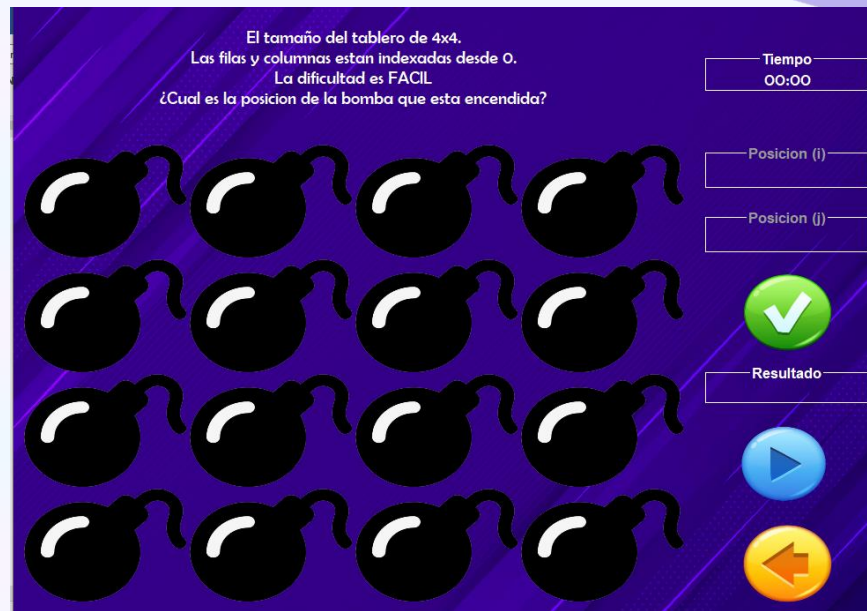 El tamaño del tablero de 4x4.
Las filas y columnas estan indexadas desde 0.
La dificultad es FACIL
¿Cual es la posicion de la bomba que esta encendida?
Tiempo
00:00
Posicion (i)
Posicion (j)
Resultado